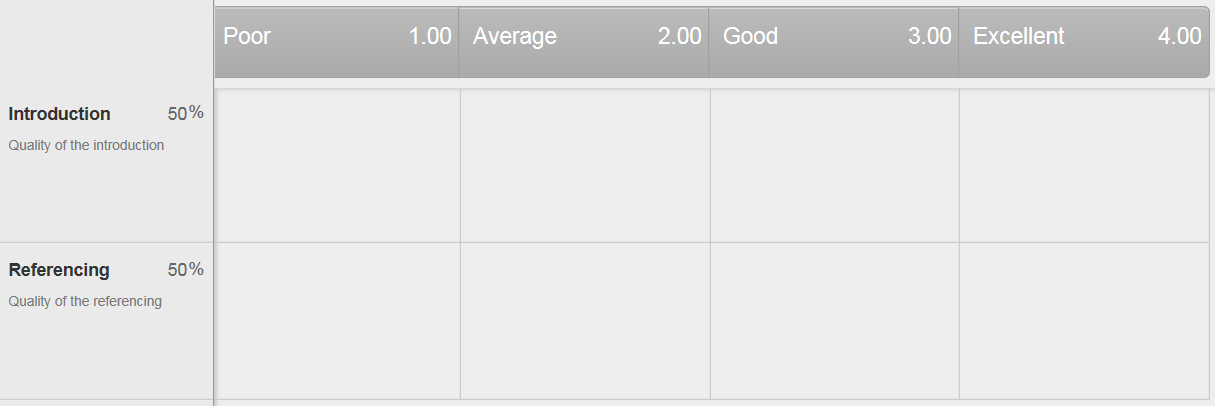 Poor 1.00 Average 2.00 Good 3.00 Excellent 4.00
Introduction 50%
Quality of the introduction
Referencing 50%
Quality of the referencing